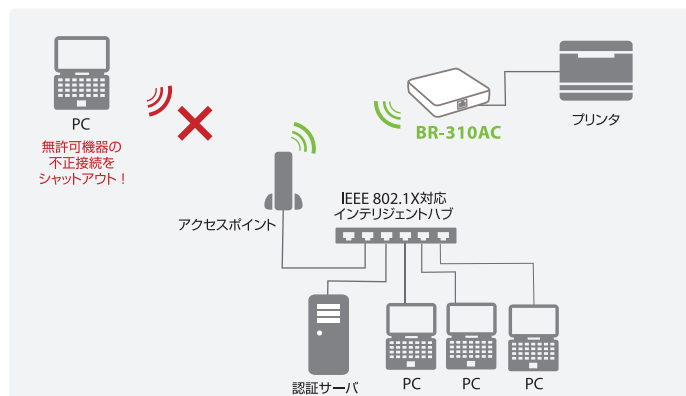 PC
無許可機器の
不正接続を
シャットアウト！
BR-310AC
プリンタ
アクセスポイント
IEEE 802.1X対応
インテリジェントハブ
認証サーバ
PC
PC
PC